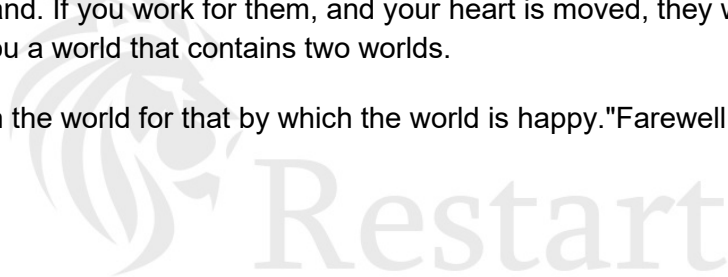 and. If you work for them, and your heart is moved, they
ou a world that contains two worlds.
the world for that by which the world is happy."Farewell
Restart